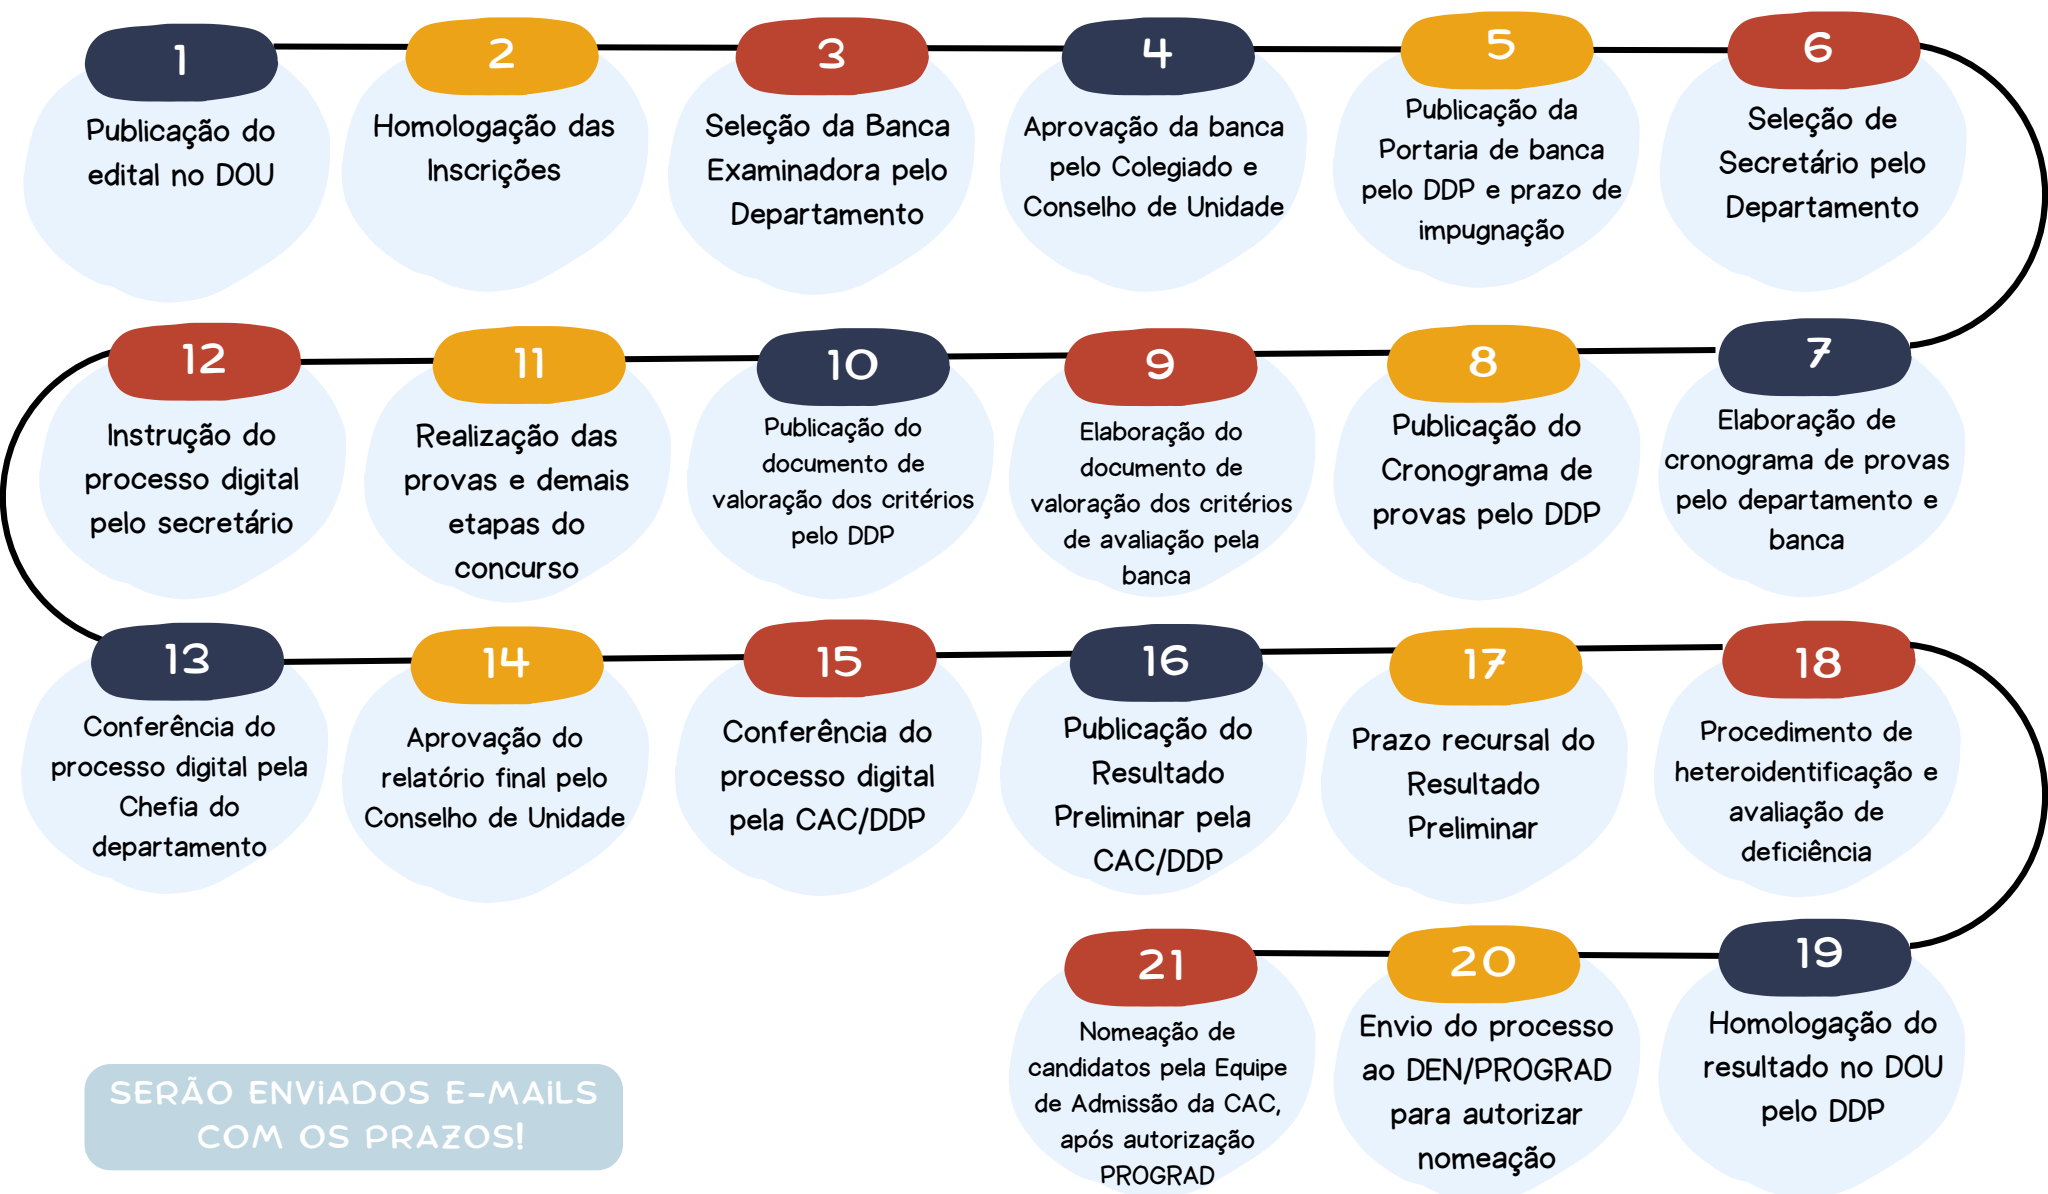 1
Publicação do
edital no DOU
2
Homologação das
Inscrições
3
Seleção da Banca
Examinadora pelo
Departamento
4
Aprovação da banca
pelo Colegiado e
Conselho de Unidade
5
Publicação da
Portaria de banca
pelo DDP e prazo de
impugnação
6
Seleção de
Secretário pelo
Departamento
7
Elaboração de
cronograma de provas
pelo departamento e
banca
8
Publicação do
Cronograma de
provas pelo DDP
9
Elaboração do
documento de
valoração dos critérios
de avaliação pela
banca
10
Publicação do
documento de
valoração dos critérios
pelo DDP
11
Realização das
provas e demais
etapas do
concurso
12
Instrução do
processo digital
pelo secretário
13
Conferência do
processo digital pela
Chefia do
departamento
14
Aprovação do
relatório final pelo
Conselho de Unidade
15
Conferência do
processo digital
pela CAC/DDP
16
Publicação do
Resultado
Preliminar pela
CAC/DDP
17
Prazo recursal do
Resultado
Preliminar
18
Procedimento de
heteroidentificação e
avaliação de
deficiência
19
Homologação do
resultado no DOU
pelo DDP
20
Envio do processo
ao DEN/PROGRAD
para autorizar
nomeação
21
Nomeação de
candidatos pela Equipe
de Admissão da CAC,
após autorização
PROGRAD
SERÃO ENVIADOS E-MAILS
COM OS PRAZOS!